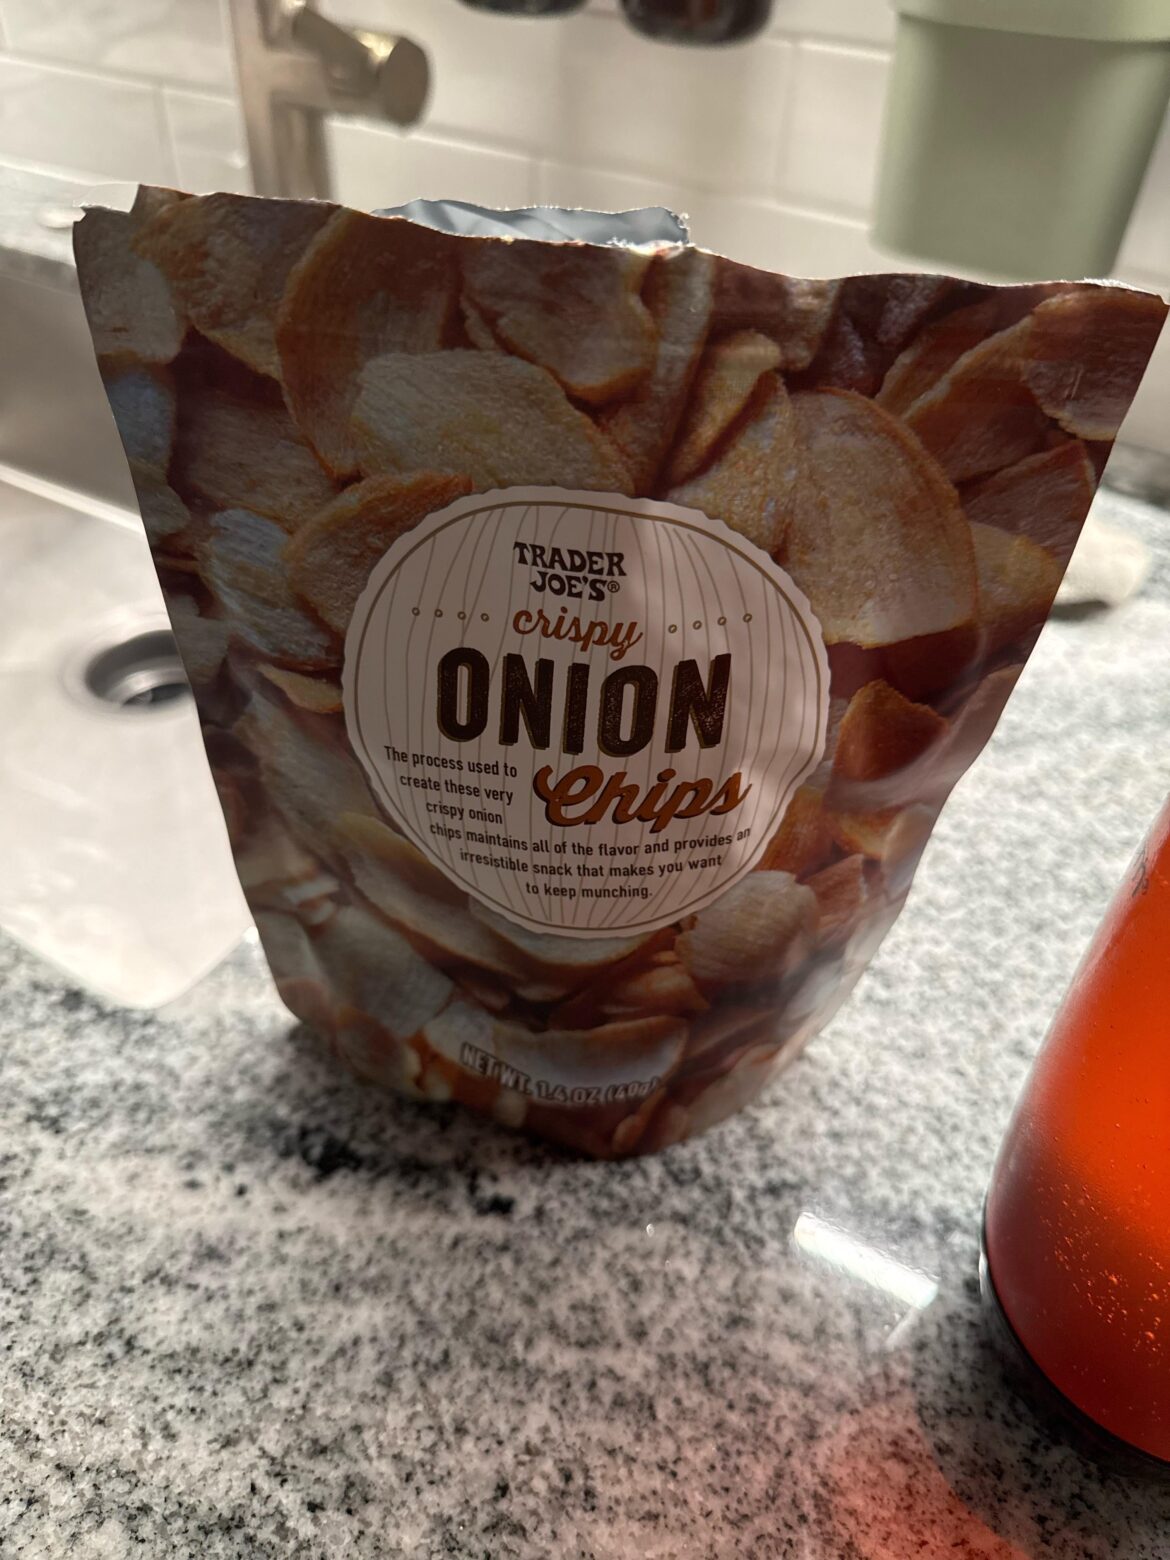 TRADER
JOE'S®
crispy
ONION
Chips
The process used to
create these very
crispy onion
chips maintains all of the flavor and provides an
irresistible snack that makes you want
to keep munching.
NET WT. 1.4 OZ (40g)